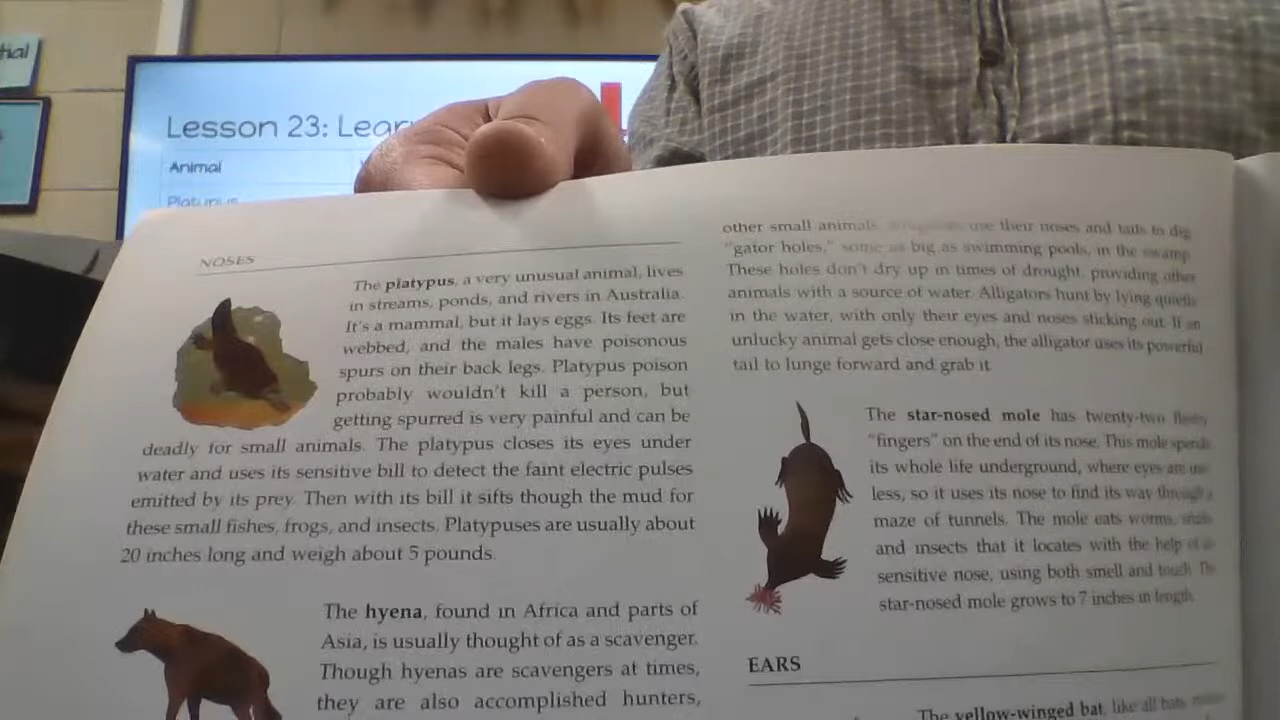 tial
Lesson 23: Lear
Animal
Platypus
NOSES
The platypus, a very unusual animal, lives
in streams, ponds, and rivers in Australia.
It's a mammal, but it lays eggs. Its feet are
webbed, and the males have poisonous
spurs on their back legs. Platypus poison
probably wouldn't kill a person, but
getting spurred is very painful and can be
deadly for small animals. The platypus closes its eyes under
water and uses its sensitive bill to detect the faint electric pulses
emitted by its prey. Then with its bill it sifts though the mud for
these small fishes, frogs, and insects. Platypuses are usually about
20 inches long and weigh about 5 pounds.
The hyena, found in Africa and parts of
Asia, is usually thought of as a scavenger.
Though hyenas are scavengers at times,
they are also accomplished hunters,
other small animals. use their noses and tails to dig
"gator holes," some as big as swimming pools, in the swamp.
These holes don't dry up in times of drought, providing other
animals with a source of water. Alligators hunt by lying quietly
in the water, with only their eyes and noses sticking out. If an
unlucky animal gets close enough, the alligator uses its powerful
tail to lunge forward and grab it.
The star-nosed mole has twenty-two fleshy
"fingers" on the end of its nose. This mole spends
its whole life underground, where eyes are use-
less, so it uses its nose to find its way through a
maze of tunnels. The mole eats worms, snails
and insects that it locates with the help of its
sensitive nose, using both smell and touch. The
star-nosed mole grows to 7 inches in length.
EARS
The yellow-winged bat, like all bats,